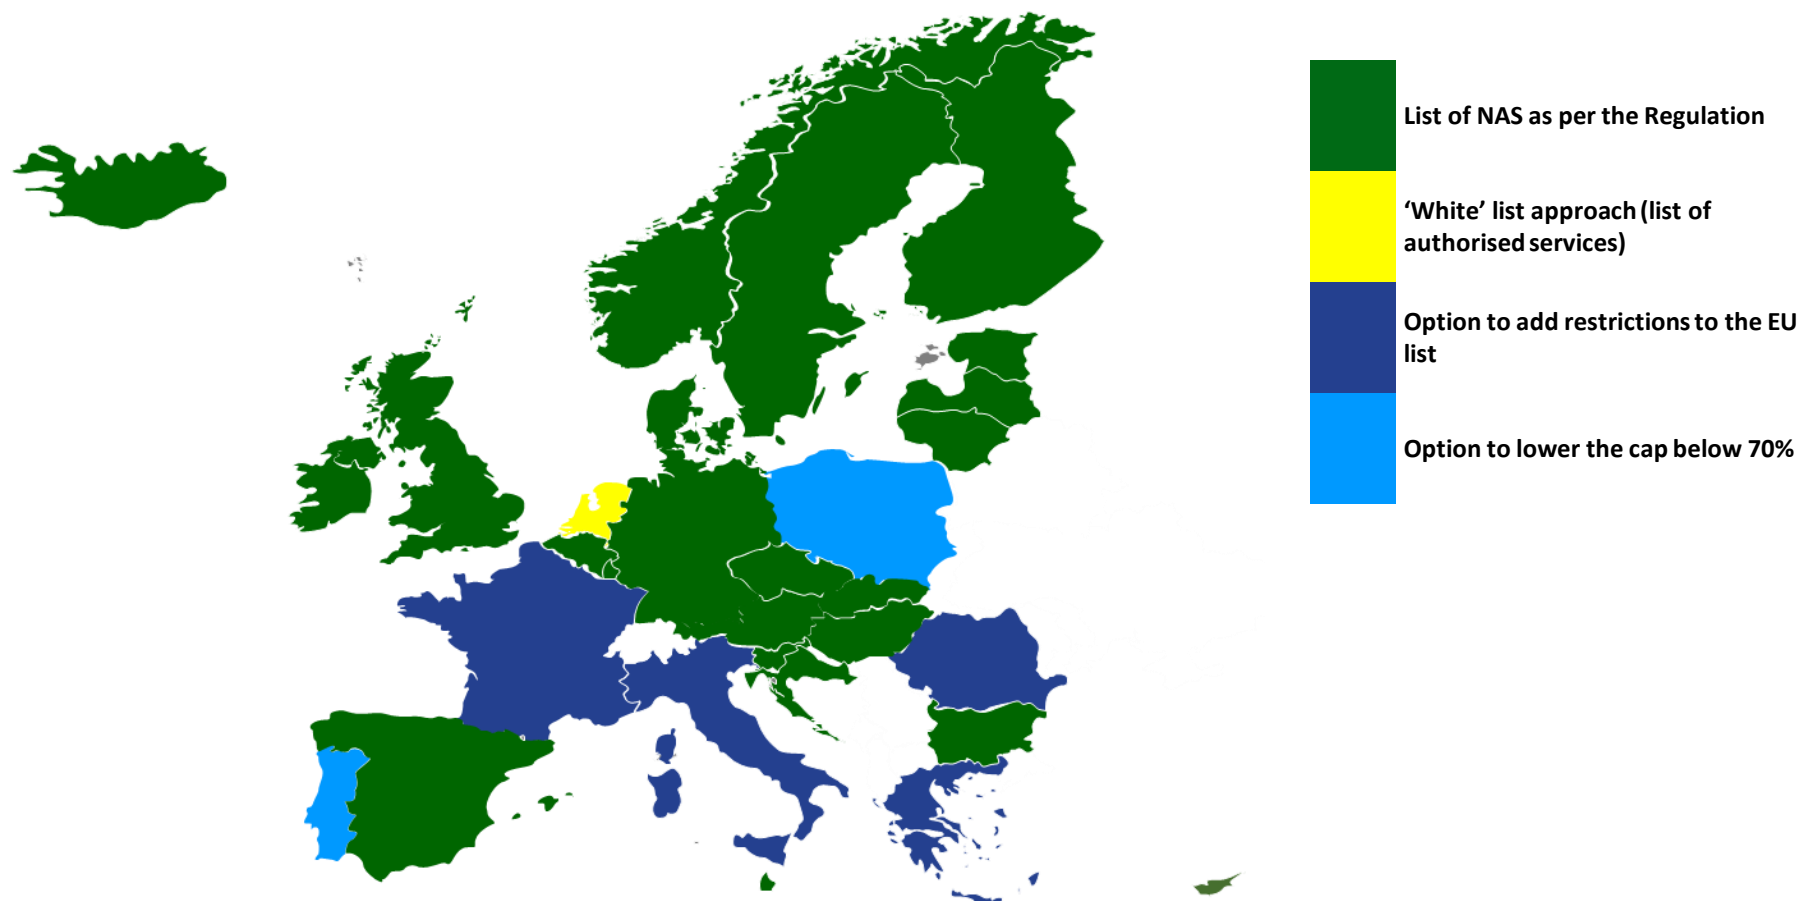 List of NAS as per the Regulation
‘White’ list approach (list of
authorised services)
Option to add restrictions to the EU
list
Option to lower the cap below 70%